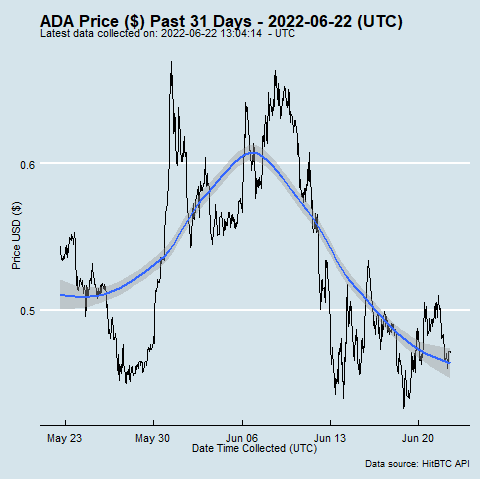 ADA Price ($) Past 31 Days - 2022-06-22 (UTC)
Latest data collected on: 2022-06-22 13:04:14 - UTC
0.6
Price USD ($)
0.5
May 23 May 30 Jun 06 Jun 13 Jun 20
Date Time Collected (UTC)
Data source: HitBTC API